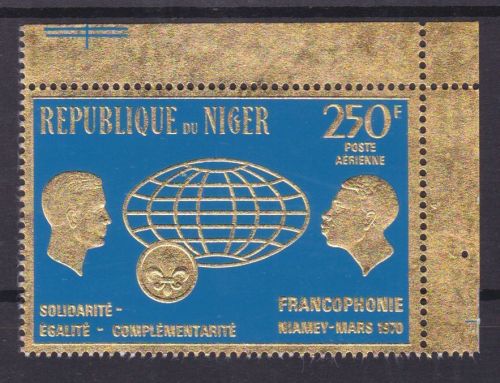 REPUBLIQUE DU NIGER
250F
POSTE
AÉRIENNE
SOLIDARITÉ -
ÉGALITÉ - COMPLÉMENTARITÉ
FRANCOPHONIE
NIAMEY-MARS 1970